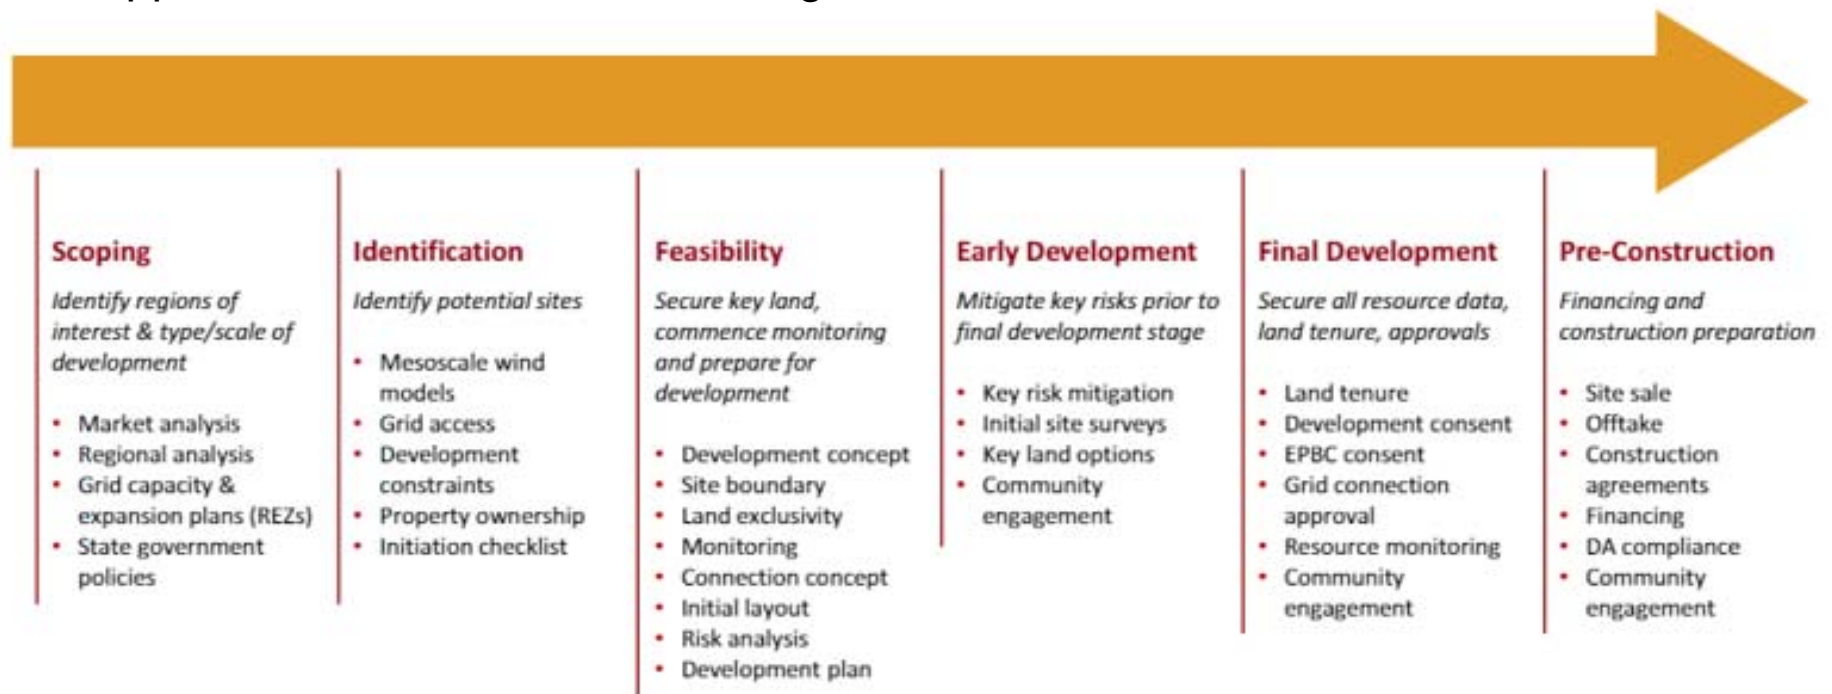 Scoping
Identify regions of
interest & type/scale of
development
• Market analysis
• Regional analysis
• Grid capacity &
expansion plans (REZs)
• State government
policies
Identification
Identify potential sites
• Mesoscale wind
models
• Grid access
• Development
constraints
• Property ownership
• Initiation checklist
Feasibility
Secure key land,
commence monitoring
and prepare for
development
• Development concept
• Site boundary
• Land exclusivity
• Monitoring
• Connection concept
• Initial layout
• Risk analysis
• Development plan
Early Development
Mitigate key risks prior to
final development stage
• Key risk mitigation
• Initial site surveys
• Key land options
• Community
engagement
Final Development
Secure all resource data,
land tenure, approvals
• Land tenure
• Development consent
• EPBC consent
• Grid connection
approval
• Resource monitoring
• Community
engagement
Pre-Construction
Financing and
construction preparation
• Site sale
• Offtake
• Construction
agreements
• Financing
• DA compliance
• Community
engagement